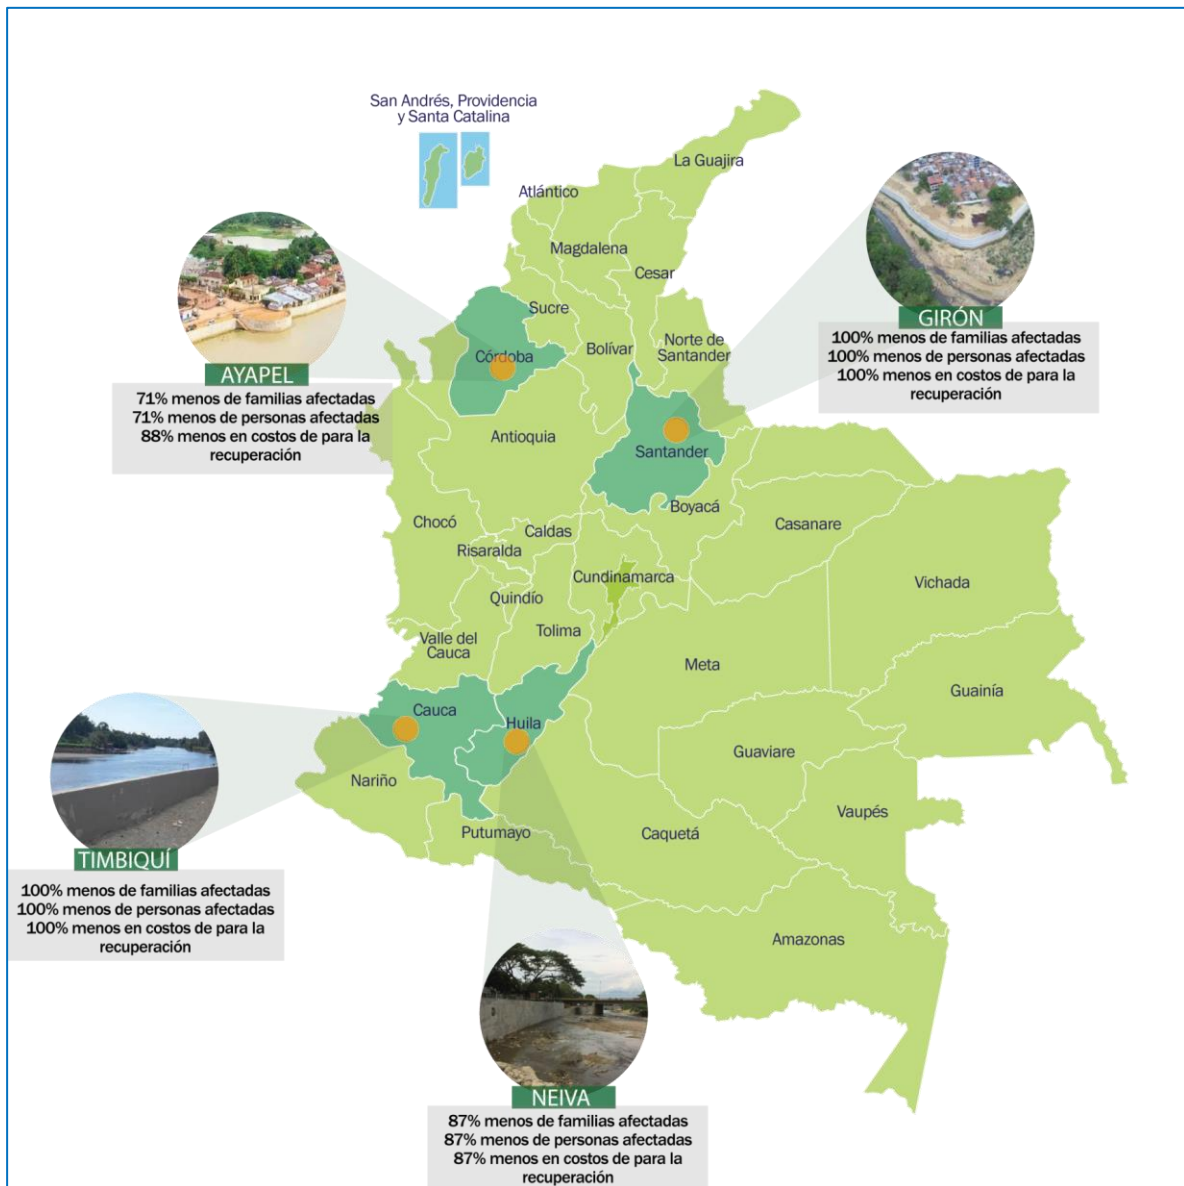 San Andrés, Providencia
y Santa Catalina
La Guajira
Atlántico
Magdalena
Cesar
Sucre
Bolívar
Norte de
Santander
Córdoba
Antioquia
Santander
Boyacá
Chocó
Caldas
Casanare
Risaralda
Cundinamarca
Vichada
Quindío
Tolima
Valle del
Cauca
Meta
Guainía
Cauca
Huila
Guaviare
Nariño
Vaupés
Putumayo
Caquetá
Amazonas
AYAPEL
71% menos de familias afectadas
71% menos de personas afectadas
88% menos en costos de para la
recuperación
GIRÓN
100% menos de familias afectadas
100% menos de personas afectadas
100% menos en costos de para la
recuperación
TIMBIQUÍ
100% menos de familias afectadas
100% menos de personas afectadas
100% menos en costos de para la
recuperación
NEIVA
87% menos de familias afectadas
87% menos de personas afectadas
87% menos en costos de para la
recuperación